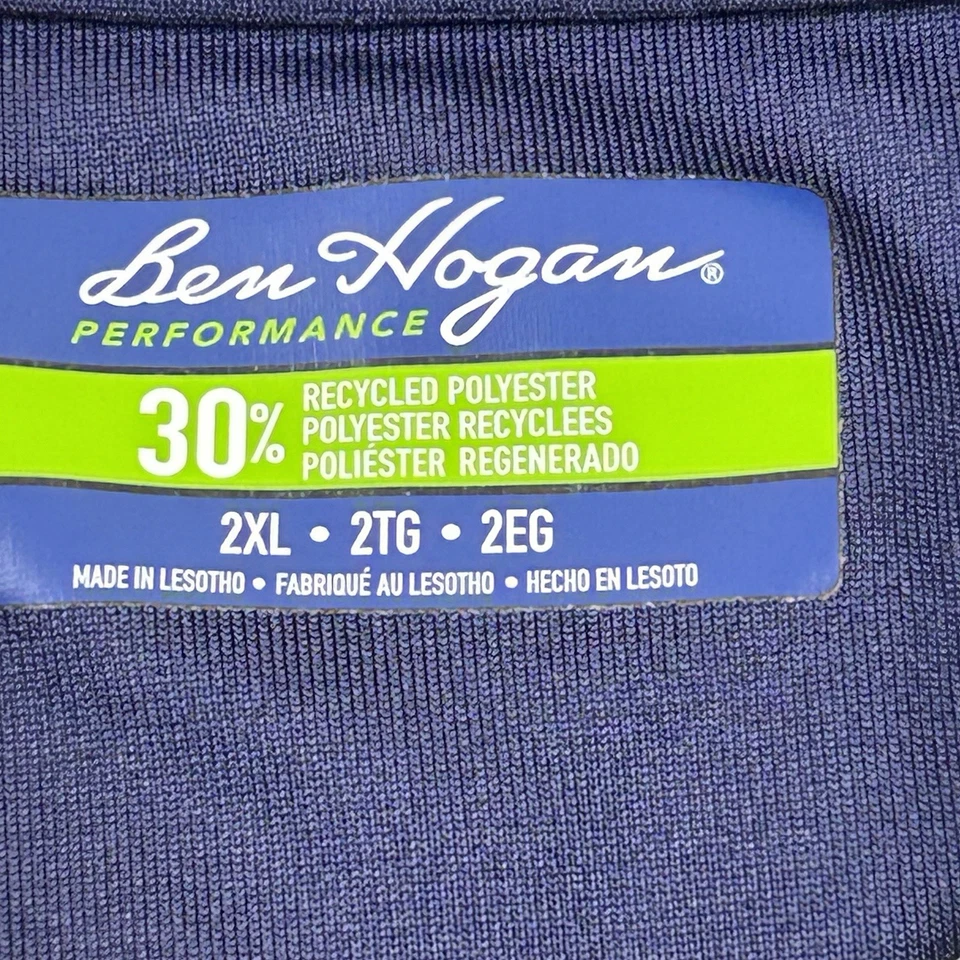 Ben Hogan®
PERFORMANCE
30% RECYCLED POLYESTER
POLYESTER RECYCLEES
POLIÉSTER REGENERADO
2XL • 2TG • 2EG
MADE IN LESOTHO • FABRIQUÉ AU LESOTHO • HECHO EN LESOTO